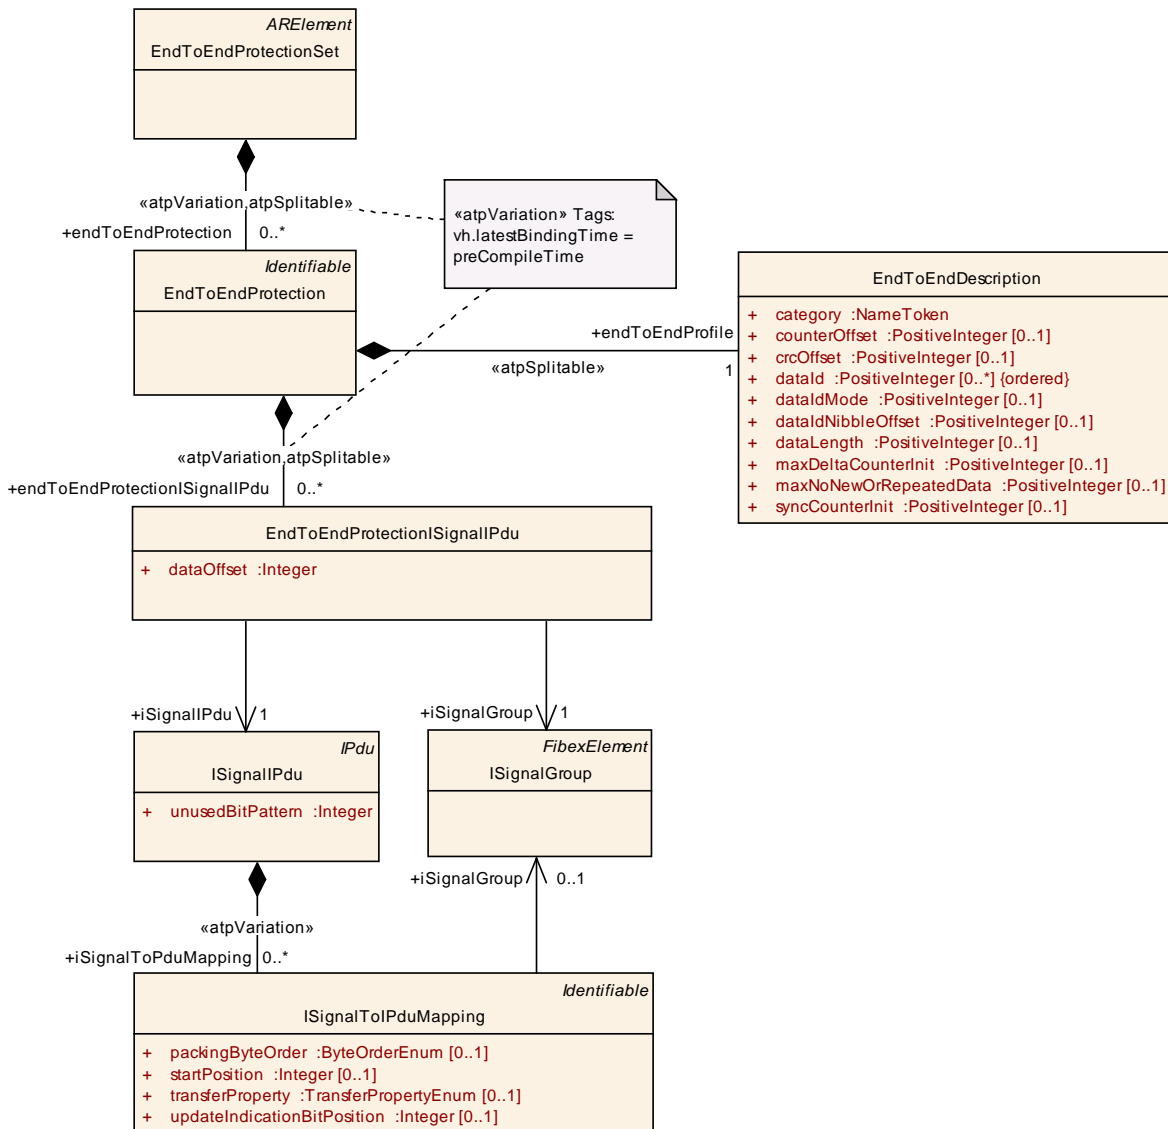 ARElement
EndToEndProtectionSet
«atpVariation,atpSplitable»
+endToEndProtection 0..*
«atpVariation» Tags:
vh.latestBindingTime =
preCompileTime
Identifiable
EndToEndProtection
+endToEndProfile
«atpSplitable» 1
EndToEndDescription
+ category :NameToken
+ counterOffset :PositiveInteger [0..1]
+ crcOffset :PositiveInteger [0..1]
+ dataId :PositiveInteger [0..*] {ordered}
+ dataIdMode :PositiveInteger [0..1]
+ dataIdNibbleOffset :PositiveInteger [0..1]
+ dataLength :PositiveInteger [0..1]
+ maxDeltaCounterInit :PositiveInteger [0..1]
+ maxNoNewOrRepeatedData :PositiveInteger [0..1]
+ syncCounterInit :PositiveInteger [0..1]
«atpVariation,atpSplitable»
+endToEndProtectionISignalIPdu 0..*
EndToEndProtectionISignalIPdu
+ dataOffset :Integer
+iSignalIPdu 1
+iSignalGroup 1
IPdu
ISignalIPdu
+ unusedBitPattern :Integer
FibexElement
ISignalGroup
+iSignalGroup 0..1
«atpVariation»
+iSignalToPduMapping 0..*
Identifiable
ISignalToIPduMapping
+ packingByteOrder :ByteOrderEnum [0..1]
+ startPosition :Integer [0..1]
+ transferProperty :TransferPropertyEnum [0..1]
+ updateIndicationBitPosition :Integer [0..1]